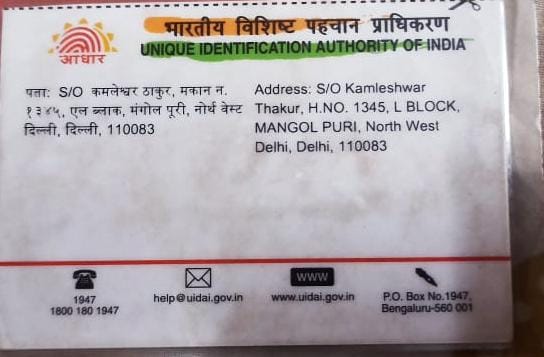 भारतीय विशिष्ट पहचान प्राधिकरण
UNIQUE IDENTIFICATION AUTHORITY OF INDIA
आधार
पता: S/O कमलेश्वर ठाकुर, मकान न.
१३४५, एल ब्लाक, मंगोल पूरी, नोर्थ वेस्ट
दिल्ली, दिल्ली, 110083
Address: S/O Kamleshwar
Thakur, H.NO. 1345, L BLOCK,
MANGOL PURI, North West
Delhi, Delhi, 110083
1947
1800 180 1947
help@uidai.gov.in
WWW
www.uidai.gov.in
P.O. Box No.1947,
Bengaluru-560 001